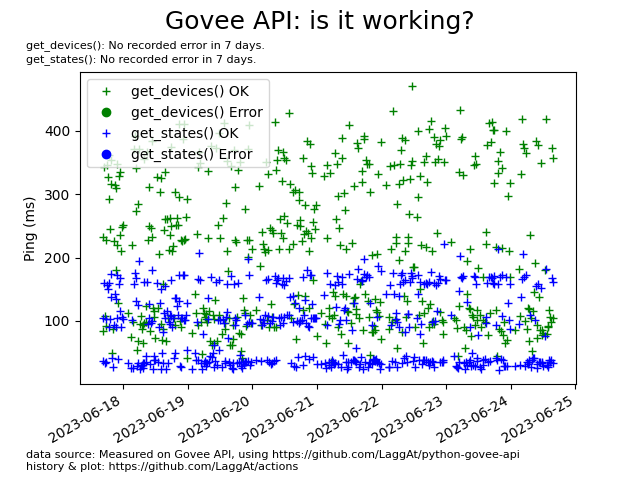 Govee API: is it working?
get_devices(): No recorded error in 7 days.
get_states(): No recorded error in 7 days.
get_devices() OK
get_devices() Error
get_states() OK
get_states() Error
Ping (ms)
400
300
200
100
2023-06-18
2023-06-19
2023-06-20
2023-06-21
2023-06-22
2023-06-23
2023-06-24
2023-06-25
data source: Measured on Govee API, using https://github.com/LaggAt/python-govee-api
history & plot: https://github.com/LaggAt/actions